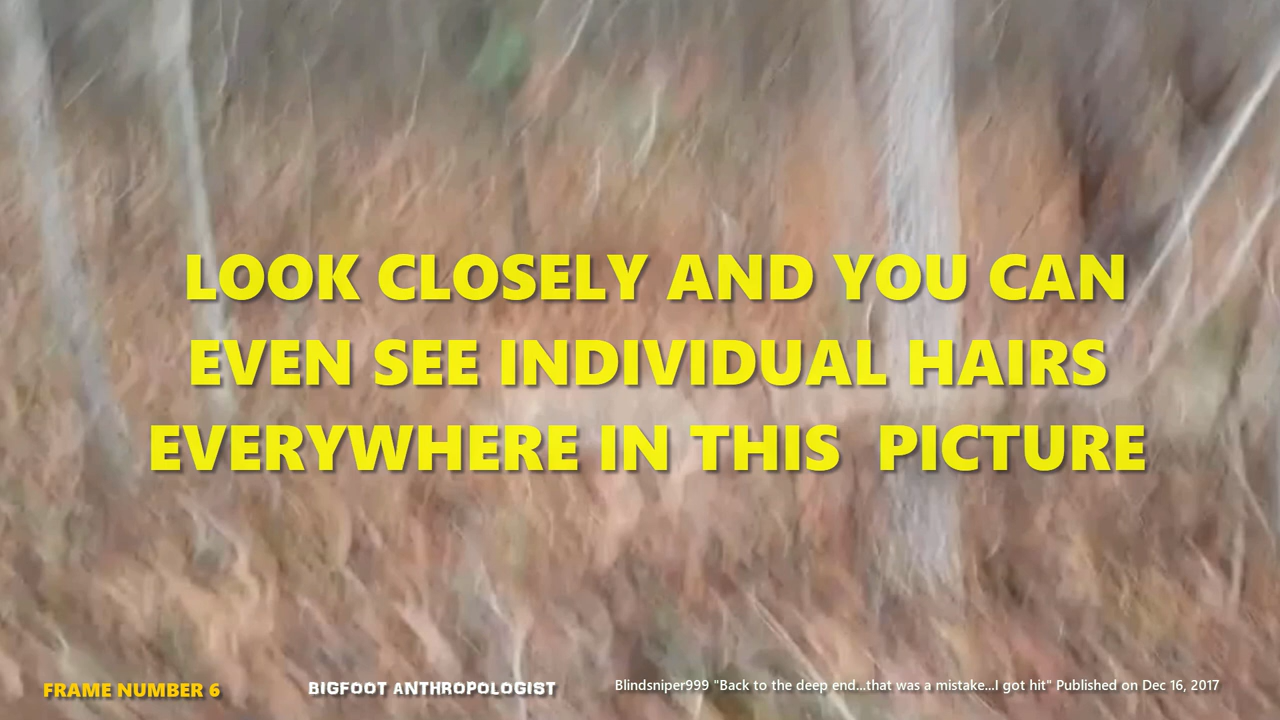 LOOK CLOSELY AND YOU CAN
EVEN SEE INDIVIDUAL HAIRS
EVERYWHERE IN THIS  PICTURE
FRAME NUMBER 6
BIGFOOT ANTHROPOLOGIST
Blindsniper999 "Back to the deep end...that was a mistake...I got hit" Published on Dec 16, 2017